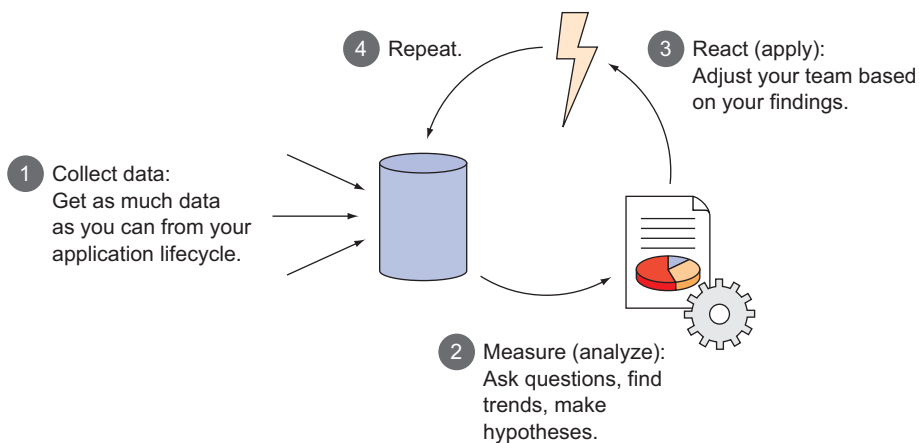 1 Collect data:
Get as much data
as you can from your
application lifecycle.
2 Measure (analyze):
Ask questions, find
trends, make
hypotheses.
3 React (apply):
Adjust your team based
on your findings.
4 Repeat.